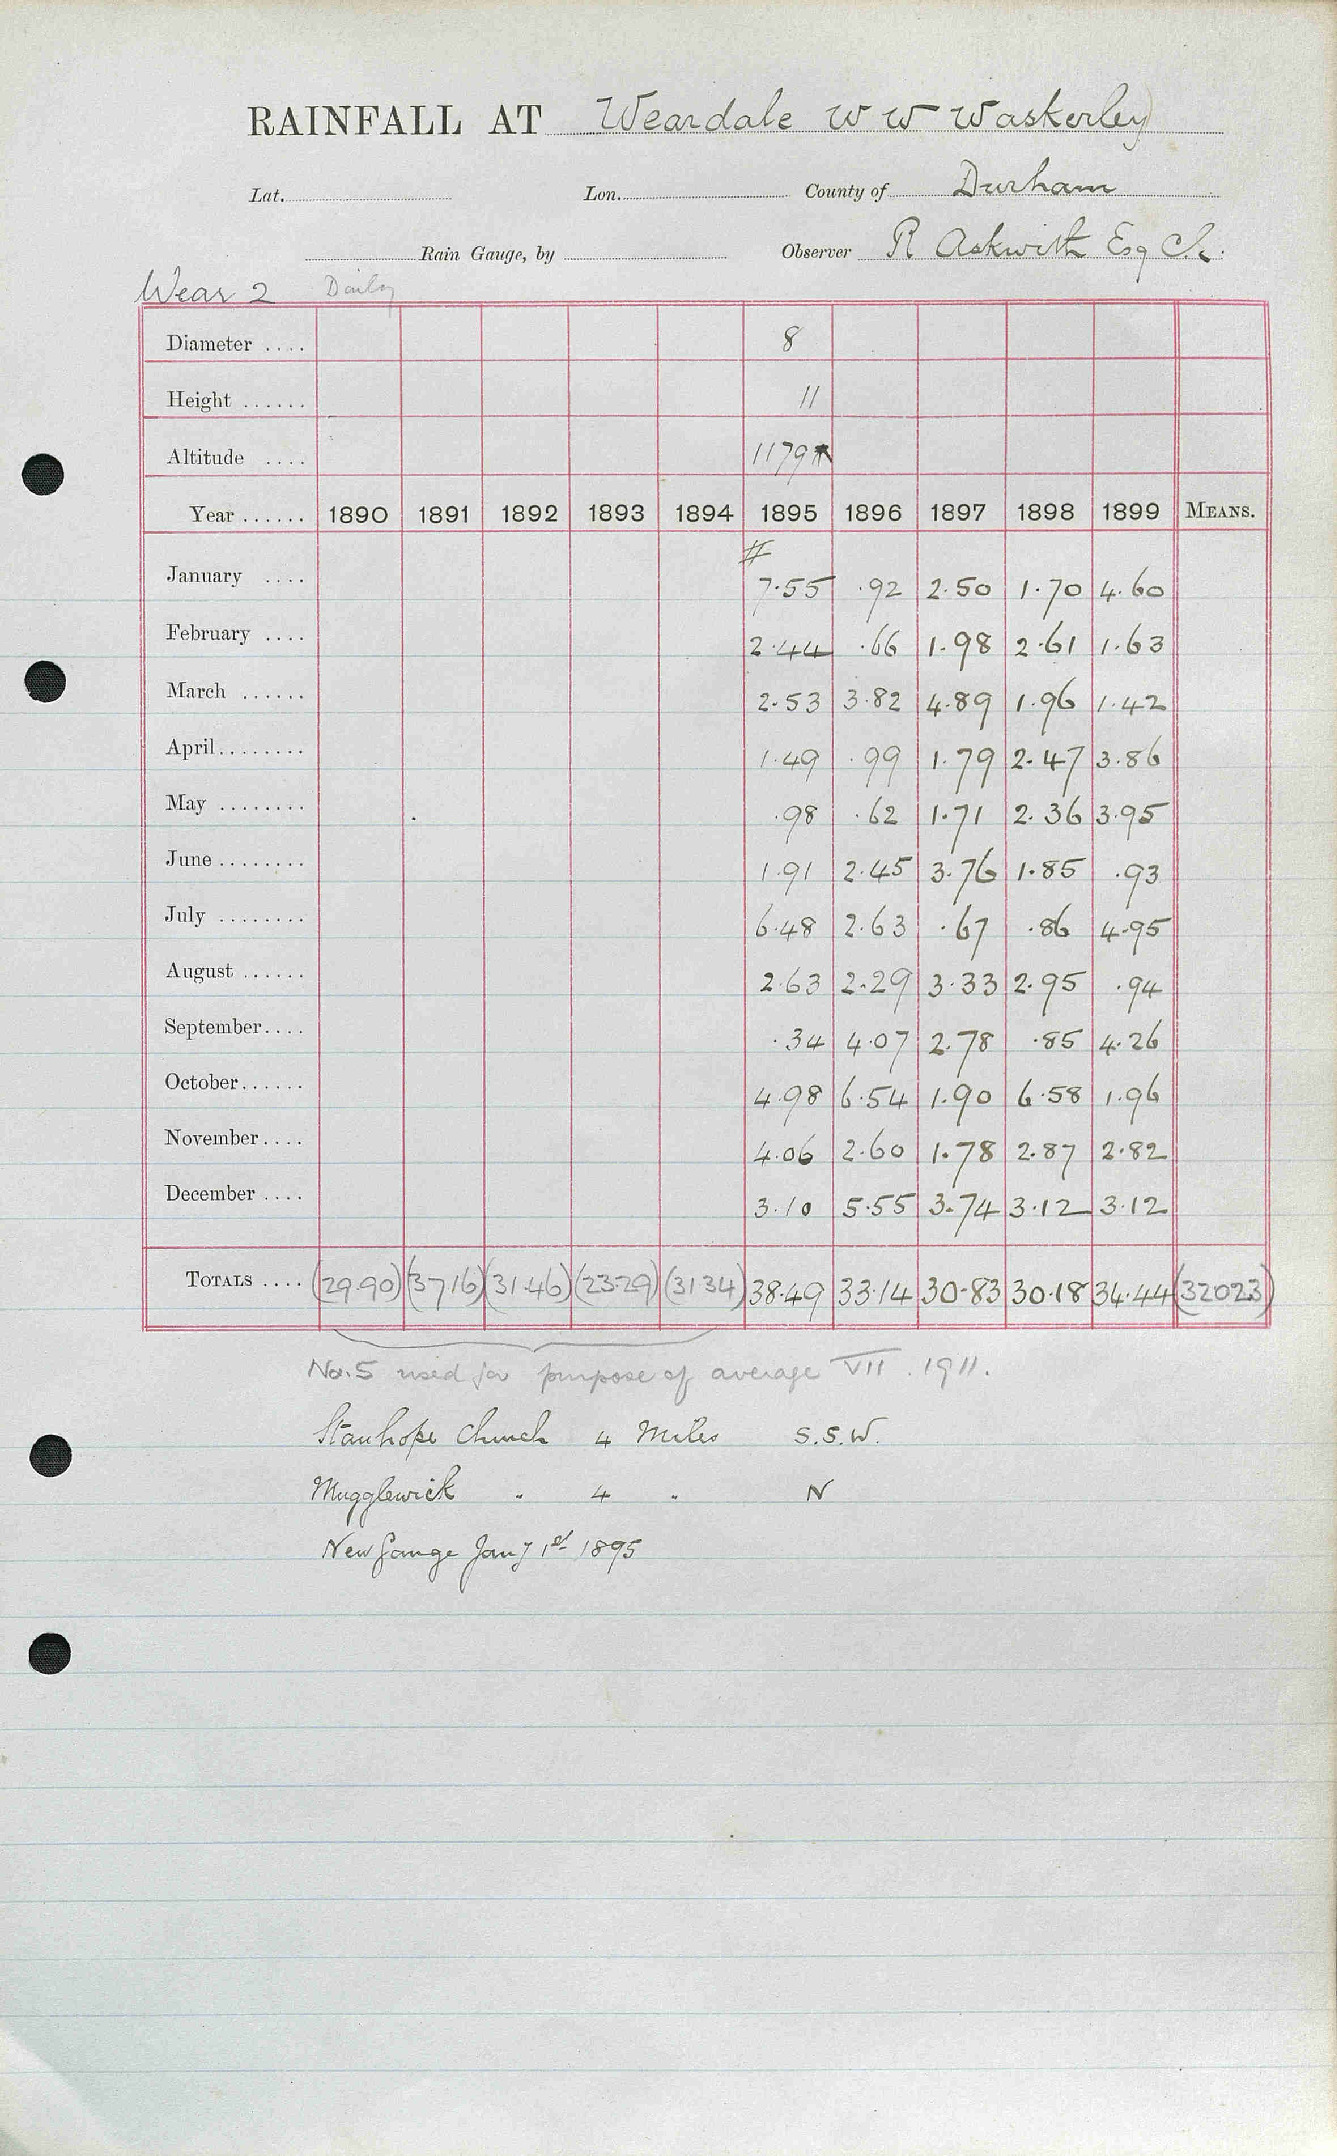 RAINFALL AT Weardale W W Waskerley
Lat. Lon. County of Durham
Rain Gauge, by Observer R Askwith Esq C.E.
Wear 2 Daily
Diameter .... 8
Height ...... 11
Altitude .... 1179
Year ...... 1890 1891 1892 1893 1894 1895 1896 1897 1898 1899 MEANS.
#
January .... 7.55 .92 2.50 1.70 4.60
February .... 2.44 .66 1.98 2.61 1.63
March ...... 2.53 3.82 4.89 1.96 1.42
April........ 1.49 .99 1.79 2.47 3.86
May ........ .98 .62 1.71 2.36 3.95
June ........ 1.91 2.45 3.76 1.85 .93
July ........ 6.48 2.63 .67 .86 4.95
August ...... 2.63 2.29 3.33 2.95 .94
September.... .34 4.07 2.78 .85 4.26
October...... 4.98 6.54 1.90 6.58 1.96
November.... 4.06 2.60 1.78 2.87 2.82
December .... 3.10 5.55 3.74 3.12 3.12
TOTALS .... (29.90) (37 16) (31.46) (23 29) (31 34) 38.49 33.14 30.83 30.18 34.44 (32023)
No. 5 used for purpose of average VII. 1911.
Stanhope Church 4 Miles S.S.W.
Mugglewick " 4 " N
New Gauge Jany 1st 1895